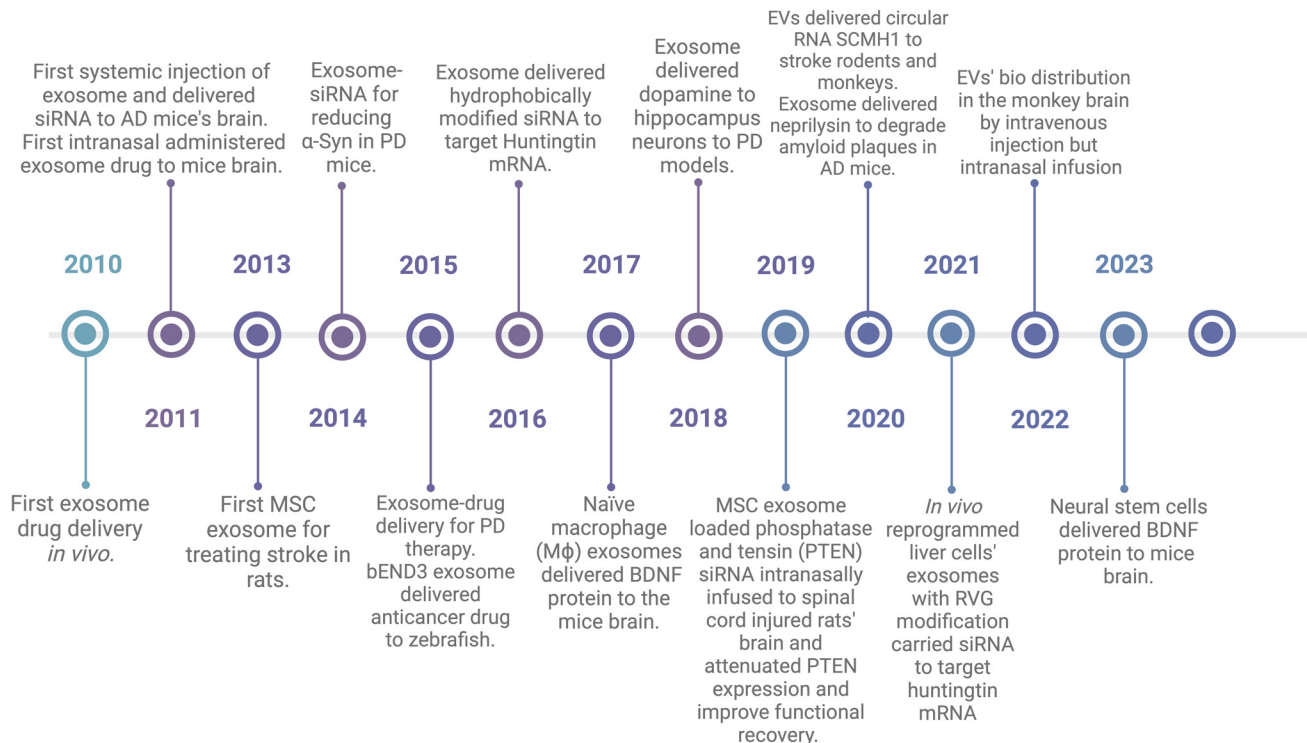 First systemic injection of
exosome and delivered
siRNA to AD mice's brain.
First intranasal administered
exosome drug to mice brain.
Exosome-
siRNA for
reducing
α-Syn in PD
mice.
Exosome delivered
hydrophobically
modified siRNA to
target Huntingtin
mRNA.
Exosome
delivered
dopamine to
hippocampus
neurons to PD
models.
EVs delivered circular
RNA SCMH1 to
stroke rodents and
monkeys.
Exosome delivered
neprilysin to degrade
amyloid plaques in
AD mice.
EVs' bio distribution
in the monkey brain
by intravenous
injection but
intranasal infusion
2010
2013
2015
2017
2019
2021
2023
2011
2014
2016
2018
2020
2022
First exosome
drug delivery
in vivo.
First MSC
exosome for
treating stroke in
rats.
Exosome-drug
delivery for PD
therapy.
bEND3 exosome
delivered
anticancer drug
to zebrafish.
Naïve
macrophage
(Mϕ) exosomes
delivered BDNF
protein to the
mice brain.
MSC exosome
loaded phosphatase
and tensin (PTEN)
siRNA intranasally
infused to spinal
cord injured rats'
brain and
attenuated PTEN
expression and
improve functional
recovery.
In vivo
reprogrammed
liver cells'
exosomes
with RVG
modification
carried siRNA
to target
huntingtin
mRNA
Neural stem cells
delivered BDNF
protein to mice
brain.